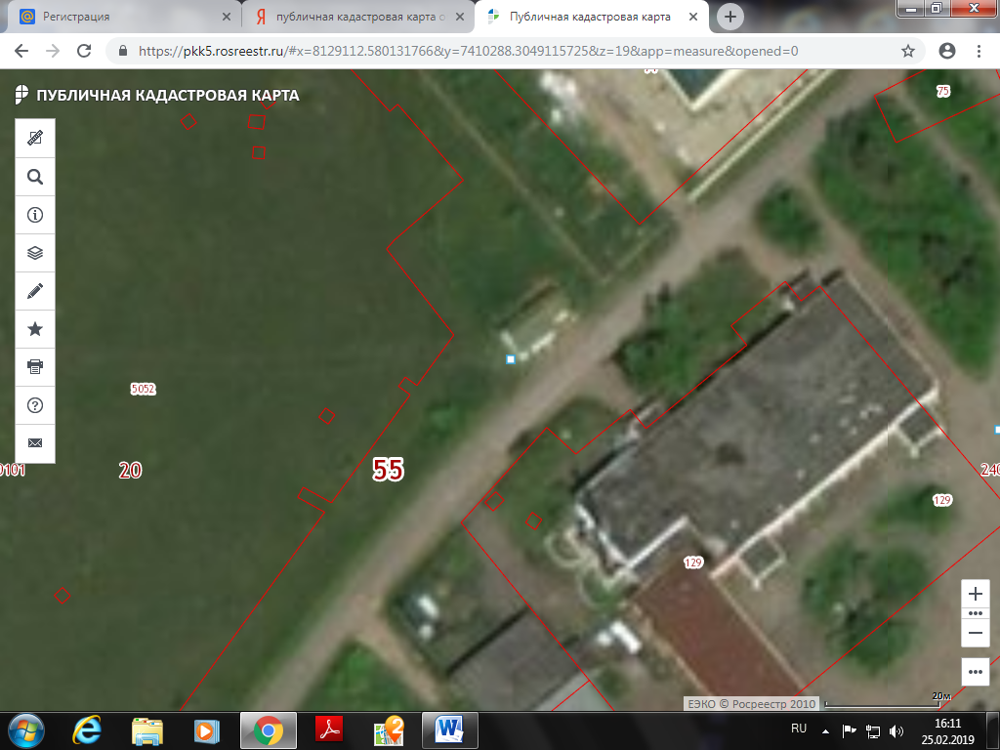 Регистрация
публичная кадастровая карта о
Публичная кадастровая карта
https://pkk5.rosreestr.ru/#x=8129112.580131766&y=7410288.3049115725&z=19&app=measure&opened=0
ПУБЛИЧНАЯ КАДАСТРОВАЯ КАРТА
75
5052
0101
20
55
240
129
129
20м
ЕЭКО © Росреестр 2010
RU
16:11
25.02.2019